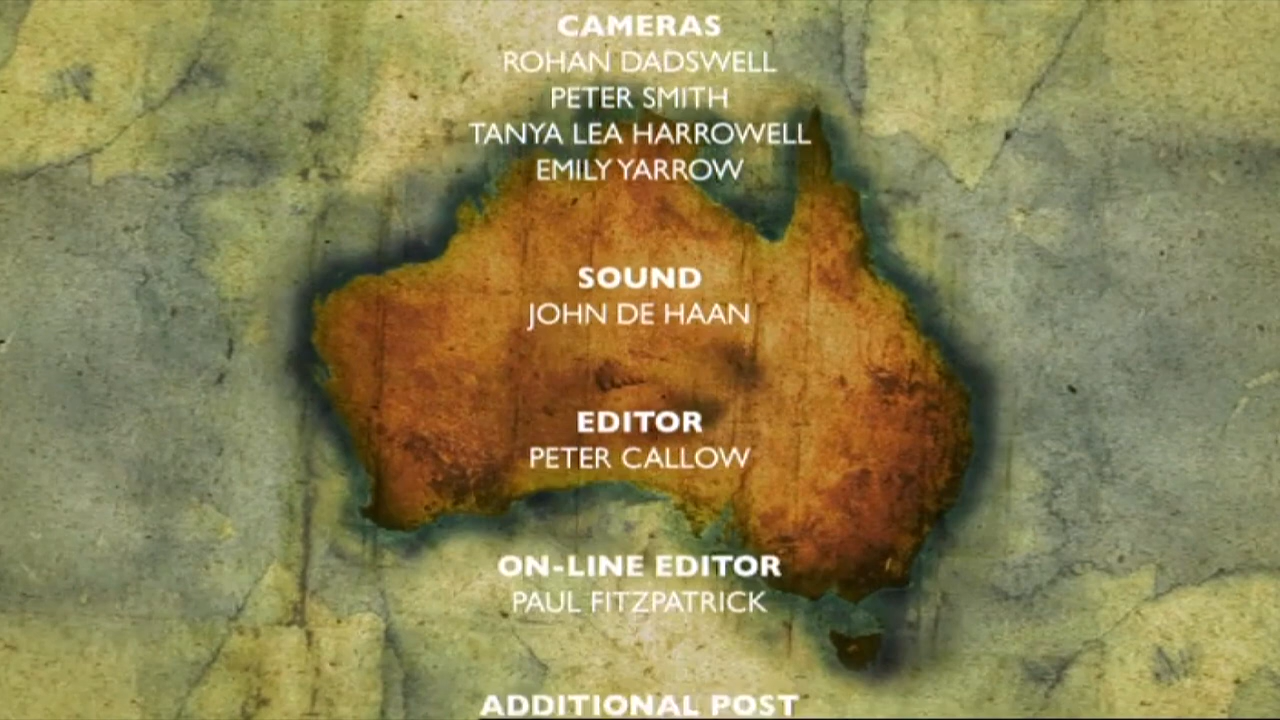 CAMERAS
ROHAN DADSWELL
PETER SMITH
TANYA LEA HARROWELL
EMILY YARROW
SOUND
JOHN DE HAAN
EDITOR
PETER CALLOW
ON-LINE EDITOR
PAUL FITZPATRICK
ADDITIONAL POST